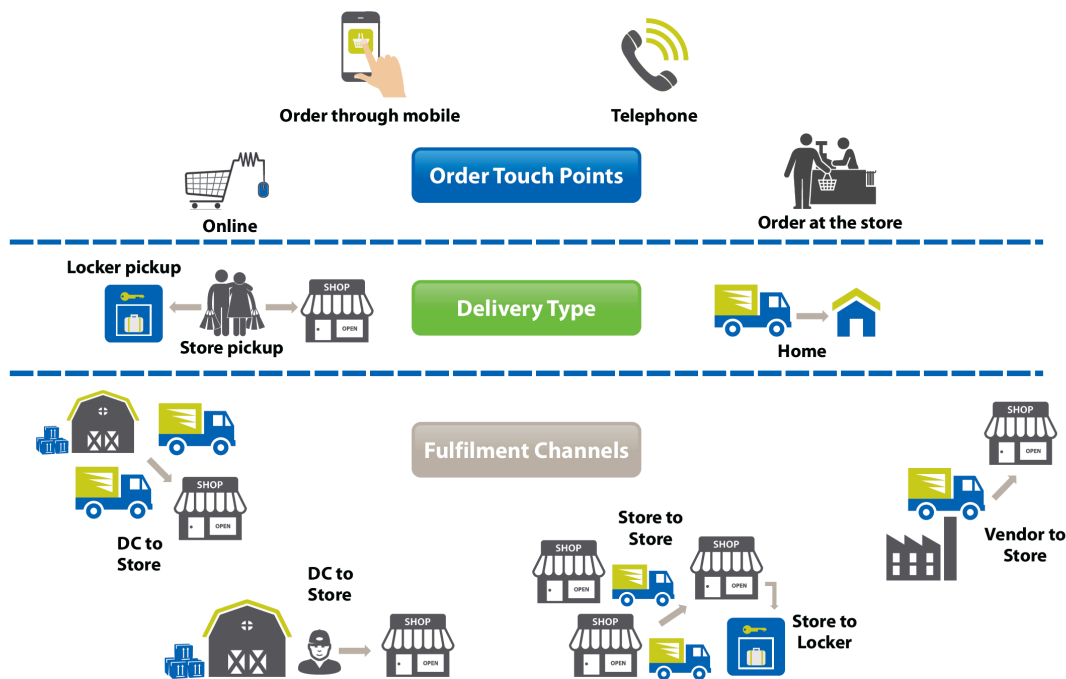 Order through mobile
Telephone
Order Touch Points
Online
Order at the store
Locker pickup
SHOP
OPEN
Store pickup
Delivery Type
Home
Fulfilment Channels
SHOP
OPEN
DC to
Store
DC to
Store
SHOP
OPEN
Store to
Store
SHOP
OPEN
SHOP
OPEN
SHOP
OPEN
Store to
Locker
SHOP
OPEN
Vendor to
Store